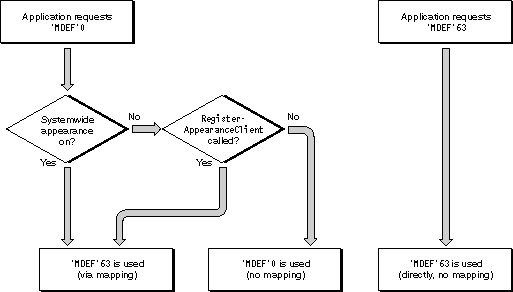 Application requests
'MDEF' 0
Application requests
'MDEF' 63
Systemwide
appearance
on?
No
Register-
AppearanceClient
called?
No
Yes
Yes
'MDEF' 63 is used
(via mapping)
'MDEF' 0 is used
(no mapping)
'MDEF' 63 is used
(directly, no mapping)